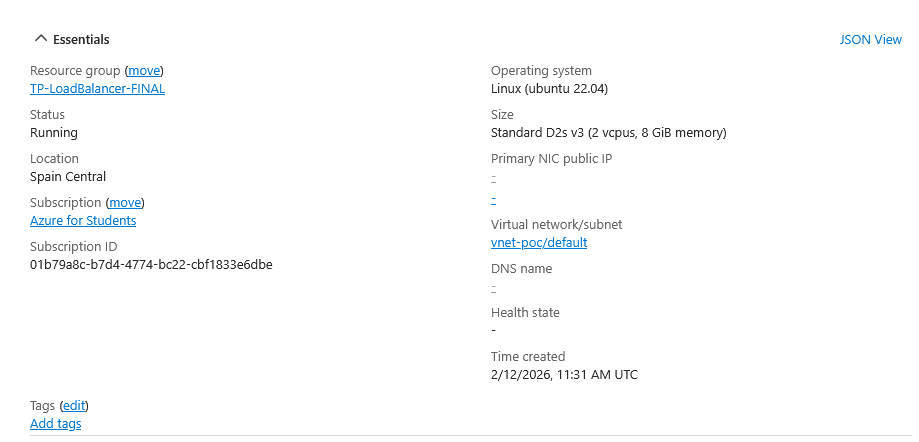 Essentials
JSON View
Resource group (move)
TP-LoadBalancer-FINAL
Status
Running
Location
Spain Central
Subscription (move)
Azure for Students
Subscription ID
01b79a8c-b7d4-4774-bc22-cbf1833e6dbe
Operating system
Linux (ubuntu 22.04)
Size
Standard D2s v3 (2 vcpus, 8 GiB memory)
Primary NIC public IP
-
-
Virtual network/subnet
vnet-poc/default
DNS name
-
Health state
-
Time created
2/12/2026, 11:31 AM UTC
Tags (edit)
Add tags